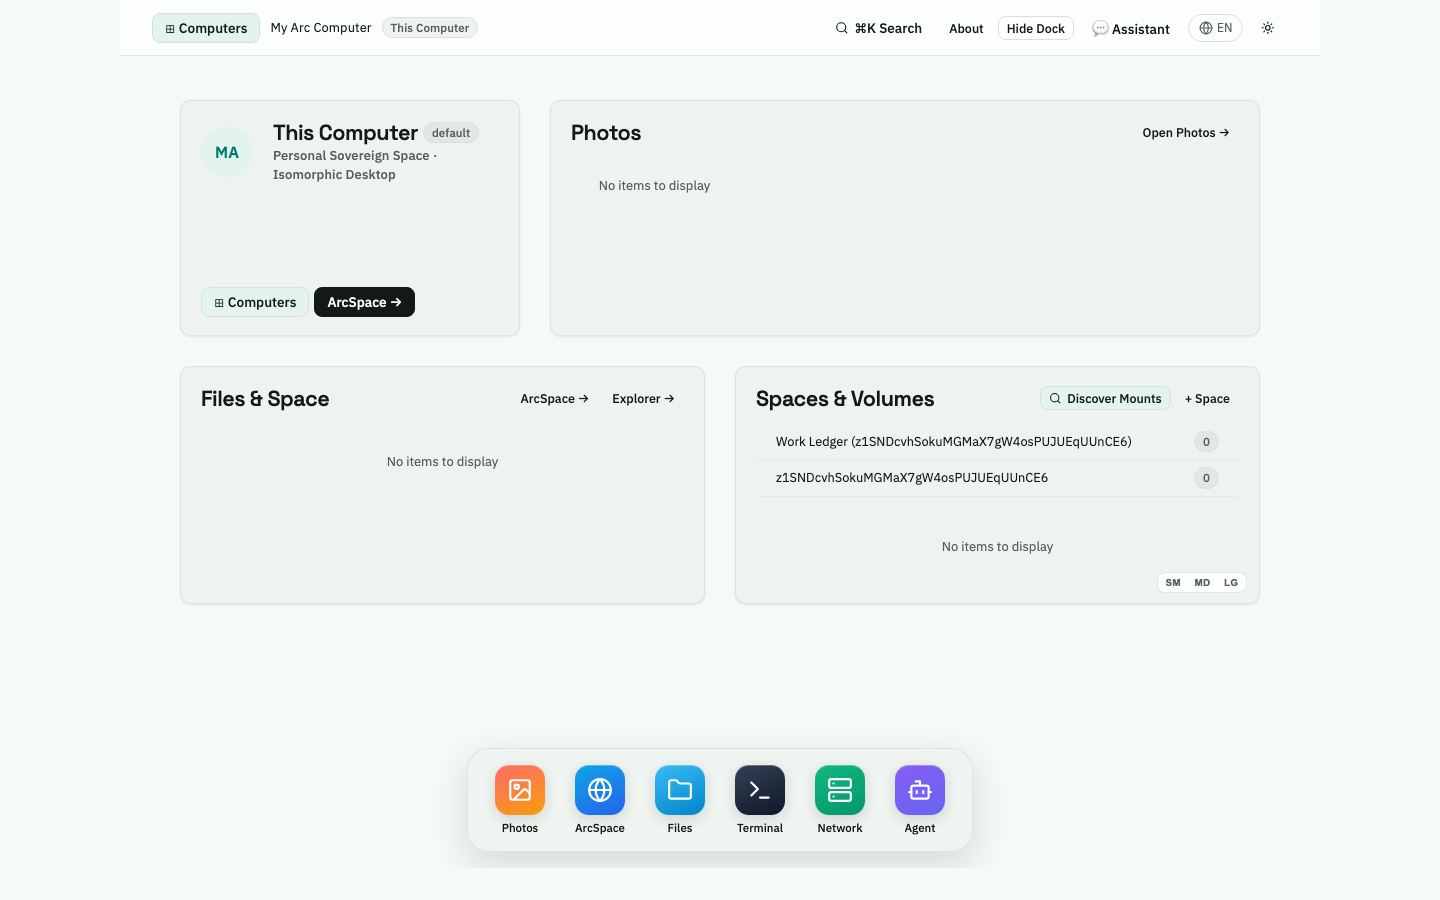 ⊞ Computers
My Arc Computer
This Computer
⌘K Search
About
Hide Dock
💬 Assistant
EN
MA
This Computer
default
Personal Sovereign Space ·
Isomorphic Desktop
⊞ Computers
ArcSpace →
Photos
Open Photos →
No items to display
Files & Space
ArcSpace →
Explorer →
No items to display
Spaces & Volumes
Discover Mounts
+ Space
Work Ledger (z1SNDcvhSokuMGMaX7gW4osPUJUEqUUnCE6)
0
z1SNDcvhSokuMGMaX7gW4osPUJUEqUUnCE6
0
No items to display
SM
MD
LG
Photos
ArcSpace
Files
Terminal
Network
Agent